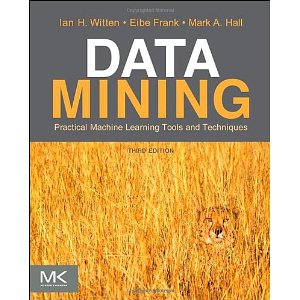 Ian H. Witten • Eibe Frank • Mark A. Hall
DATA
MINING
Practical Machine Learning Tools and Techniques
THIRD EDITION
MK